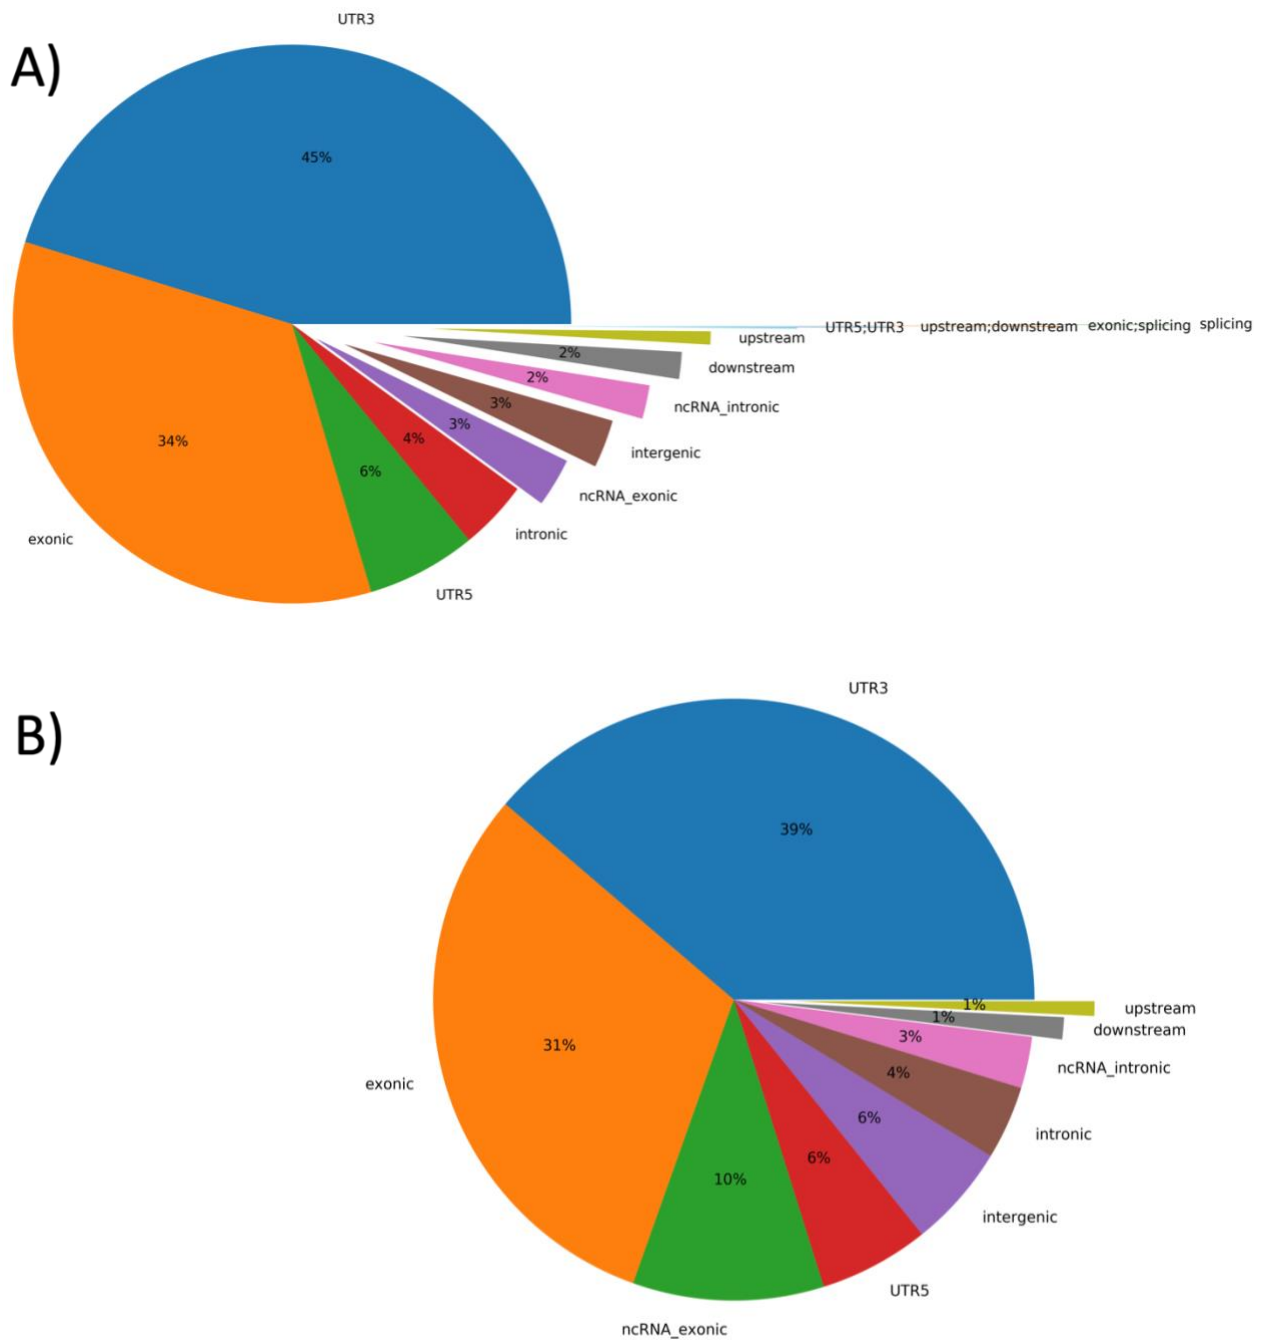 UTR3
A)
45%
UTR5;UTR3 upstream;downstream exonic;splicing splicing
upstream
2%
downstream
2%
ncRNA_intronic
3%
intergenic
3%
ncRNA_exonic
4%
intronic
34%
6%
exonic
UTR5
UTR3
B)
39%
1%
upstream
1%
downstream
3%
ncRNA_intronic
31%
4%
exonic
6%
intronic
6%
10%
intergenic
UTR5
ncRNA_exonic